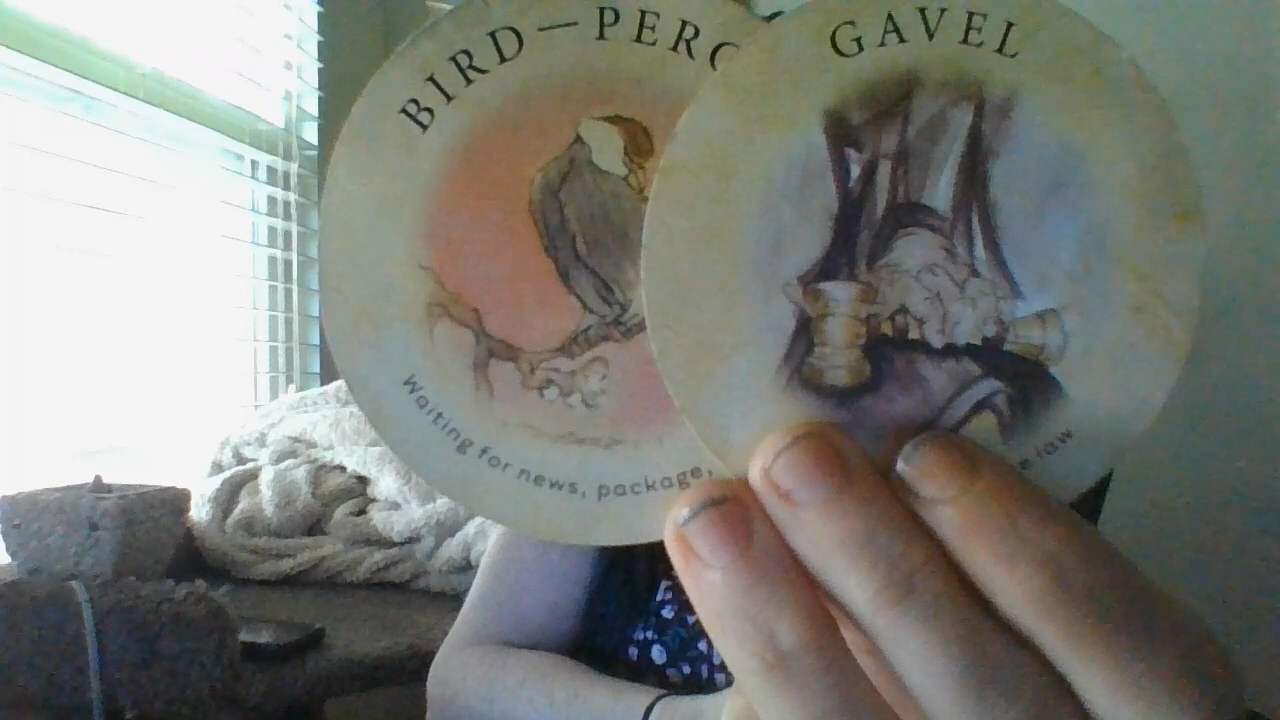 BIRD—PERC
GAVEL
Waiting for news, package,
law